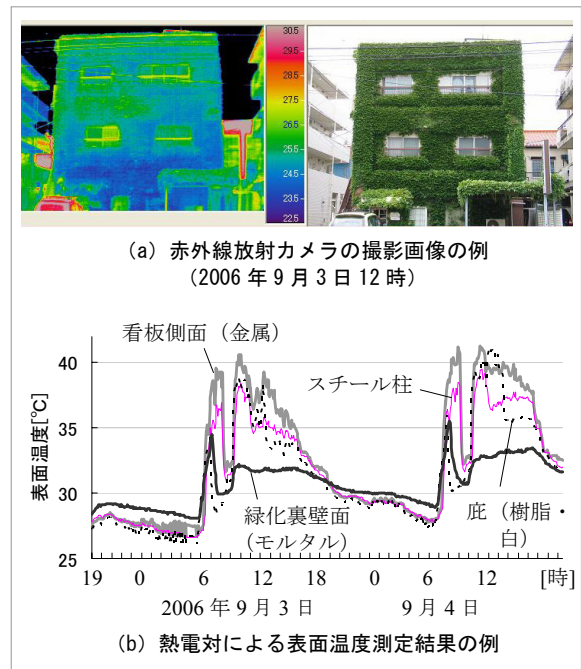 30.5
29.5
28.5
27.5
26.5
25.5
24.5
23.5
22.5
(a) 赤外線放射カメラの撮影画像の例
(2006 年 9 月 3 日 12 時)
看板側面（金属）
スチール柱
40
35
30
25
表面温度[℃]
緑化裏壁面
(モルタル)
庇（樹脂・
白）
19 0 6 12 18 0 6 12 [時]
2006 年 9 月 3 日 9 月 4 日
(b) 熱電対による表面温度測定結果の例